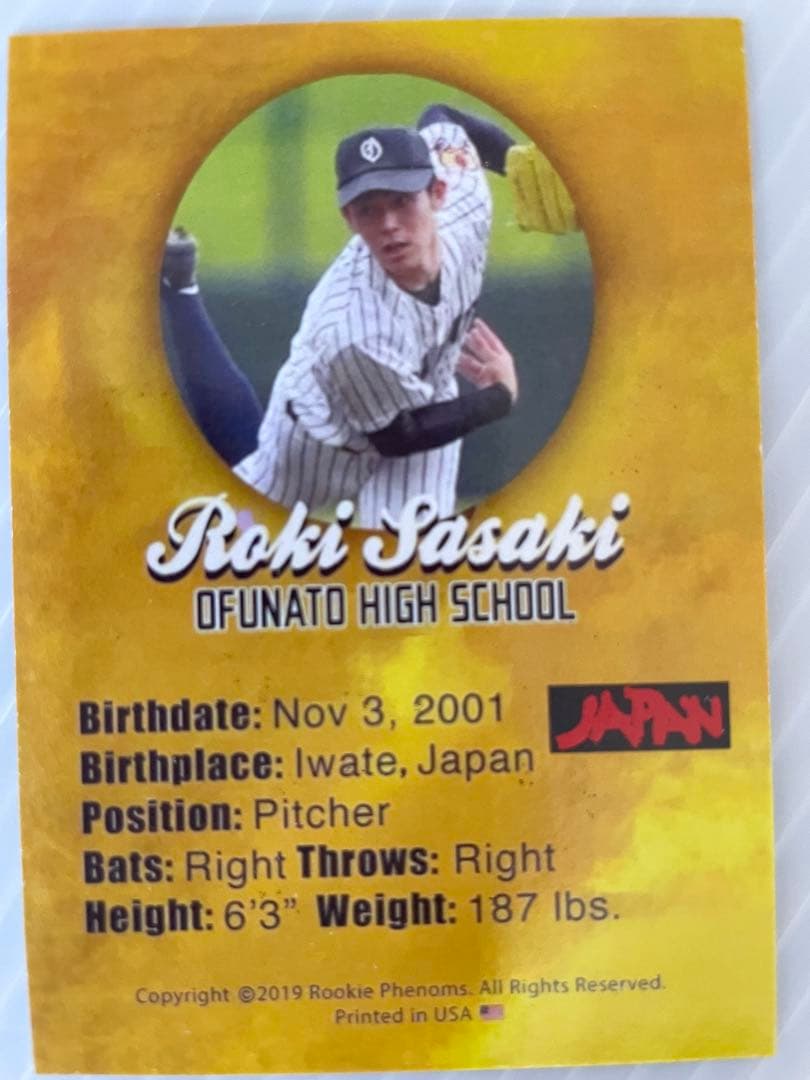 Roki Sasaki
OFUNATO HIGH SCHOOL
Birthdate: Nov 3, 2001
JAPAN
Birthplace: Iwate, Japan
Position: Pitcher
Bats: Right Throws: Right
Height: 6'3” Weight: 187 lbs.
Copyright ©2019 Rookie Phenoms. All Rights Reserved.
Printed in USA